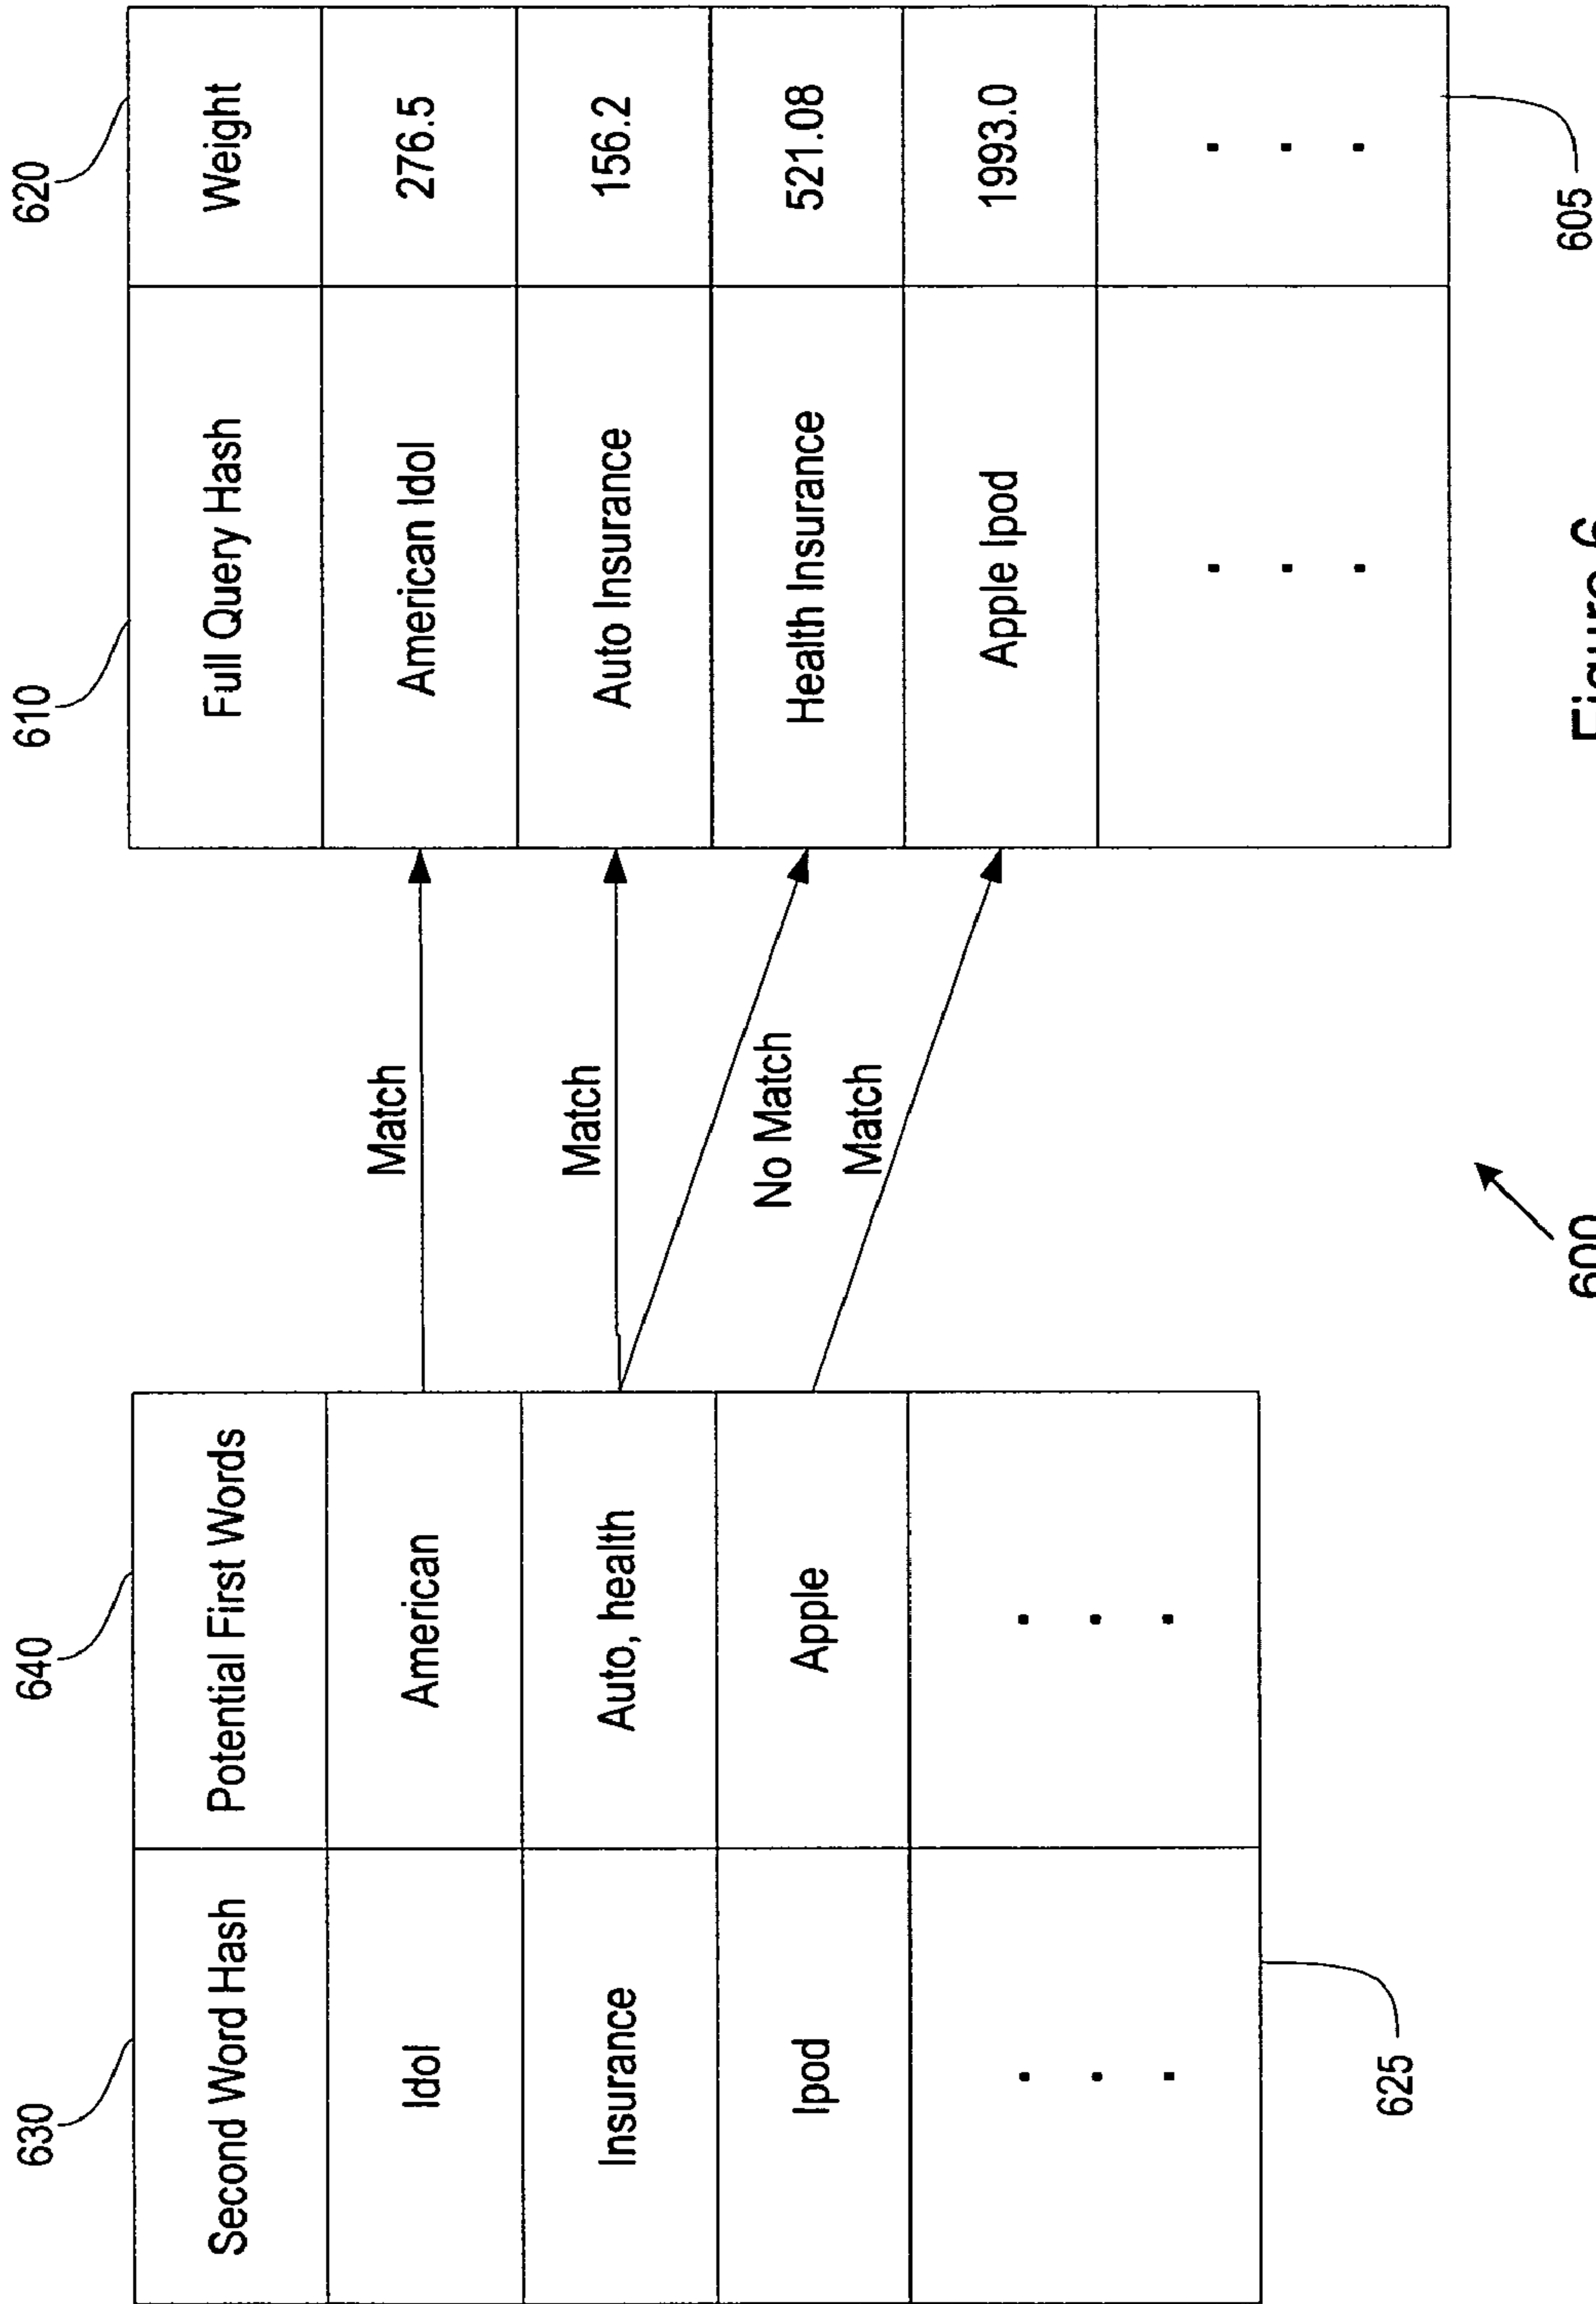 630
640
610
620
Second Word Hash
Potential First Words
Idol
American
Insurance
Auto, health
Ipod
Apple
625
Match
Match
No Match
Match
Full Query Hash
Weight
American Idol
276.5
Auto Insurance
156.2
Health Insurance
521.08
Apple Ipod
1993.0
605
600
Figure 6